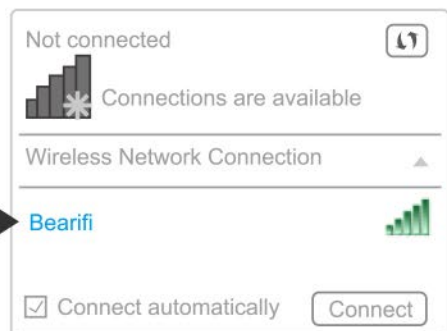 Not connected
Connections are available
Wireless Network Connection
Bearifi
Connect automatically
Connect